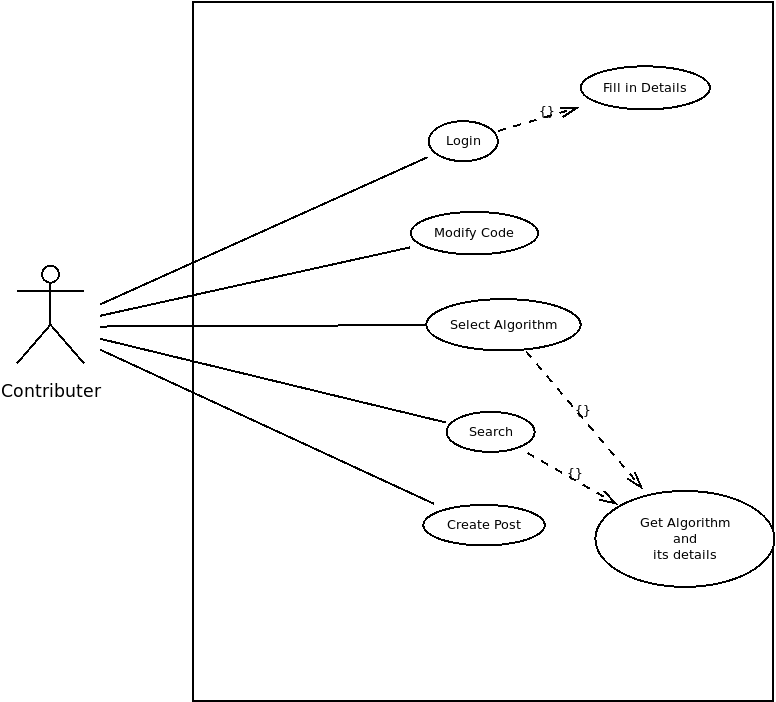 Fill in Details
{}
Login
Modify Code
Select Algorithm
Contributer
{}
Search
{}
Create Post
Get Algorithm
and
its details